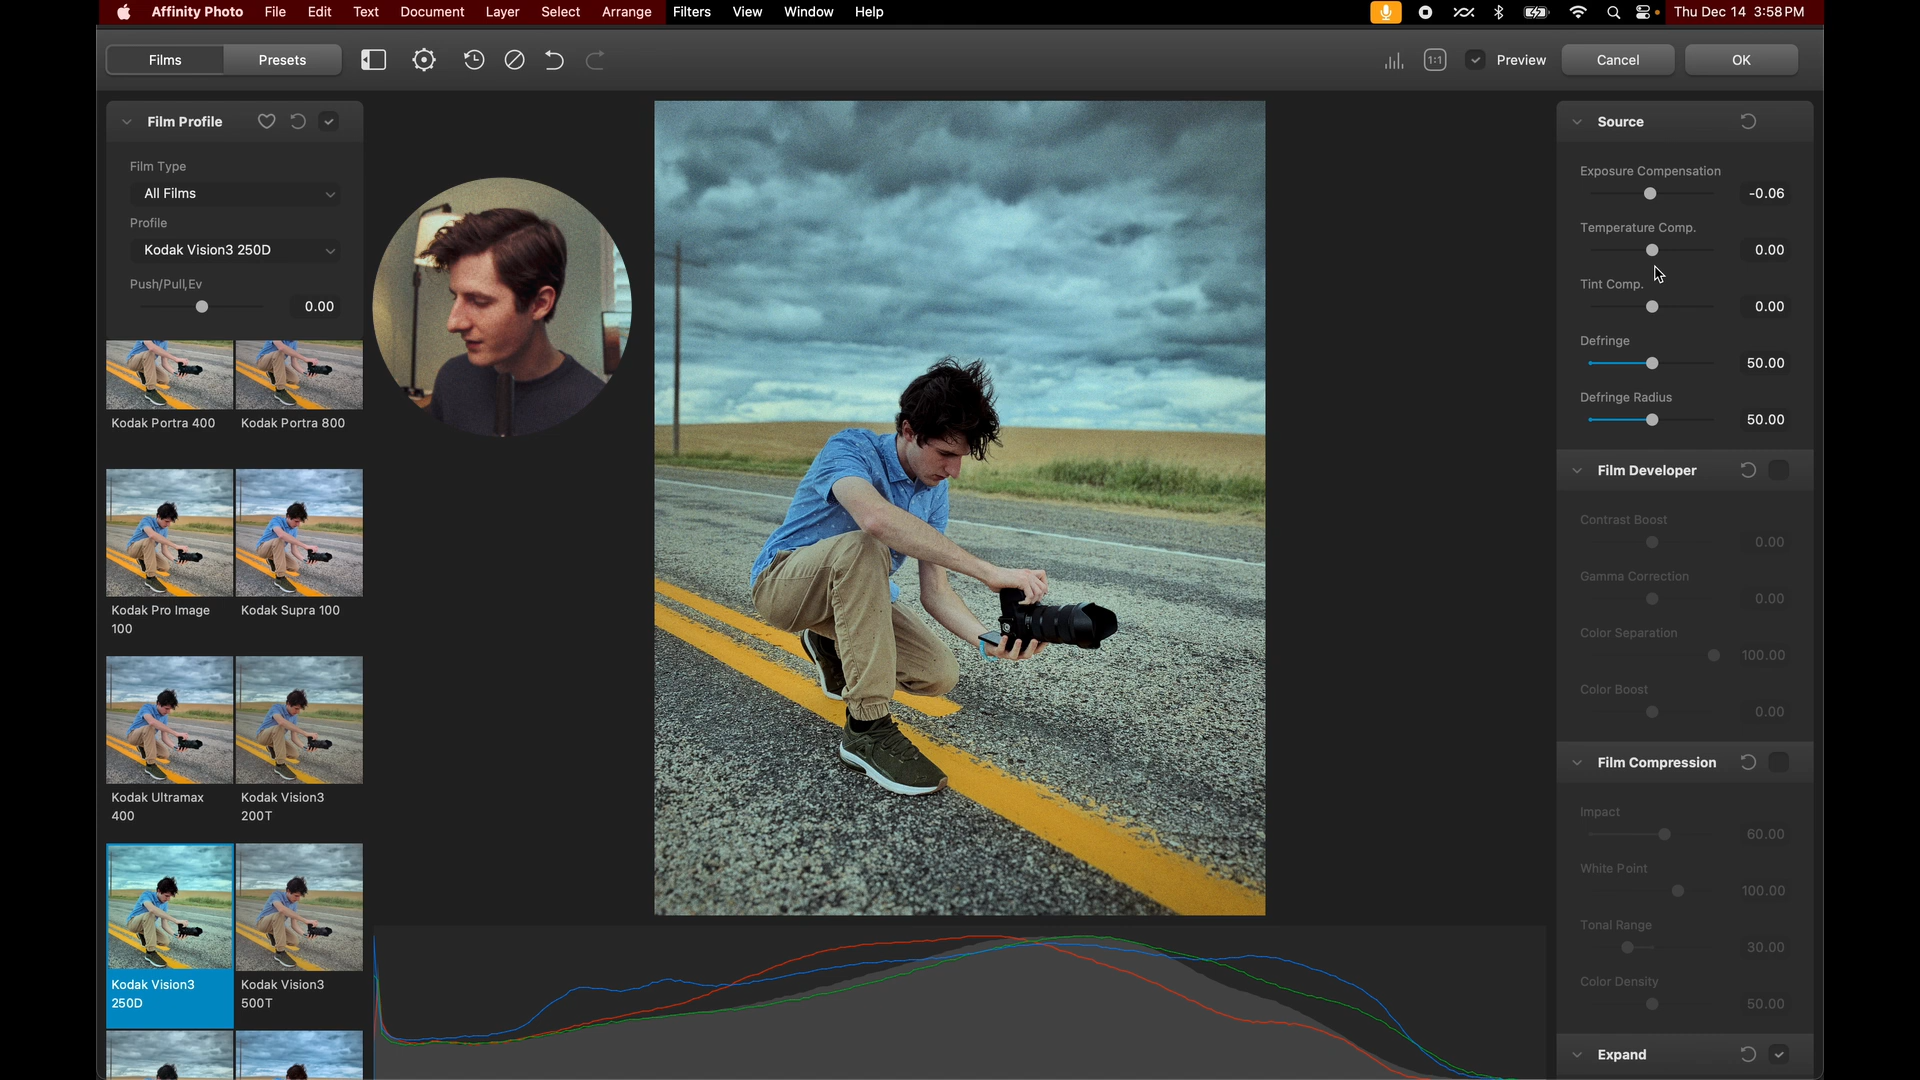 Affinity Photo File Edit Text Document Layer Select Arrange Filters View Window Help Thu Dec 14 3:58 PM
Films Presets 1:1 Preview Cancel OK
Film Profile
Film Type
All Films
Profile
Kodak Vision3 250D
Push/Pull,Ev
0.00
Kodak Portra 400 Kodak Portra 800
Kodak Pro Image Kodak Supra 100
100
Kodak Ultramax Kodak Vision3
400 200T
Kodak Vision3 Kodak Vision3
250D 500T
Source
Exposure Compensation
-0.06
Temperature Comp.
0.00
Tint Comp.
0.00
Defringe
50.00
Defringe Radius
50.00
Film Developer
Contrast Boost
0.00
Gamma Correction
0.00
Color Separation
100.00
Color Boost
0.00
Film Compression
Impact
60.00
White Point
100.00
Tonal Range
30.00
Color Density
50.00
Expand